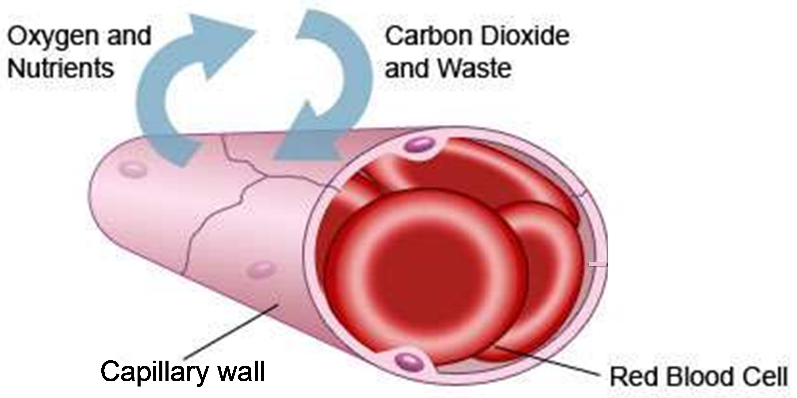 Oxygen and
Nutrients
Carbon Dioxide
and Waste
Capillary wall
Red Blood Cell